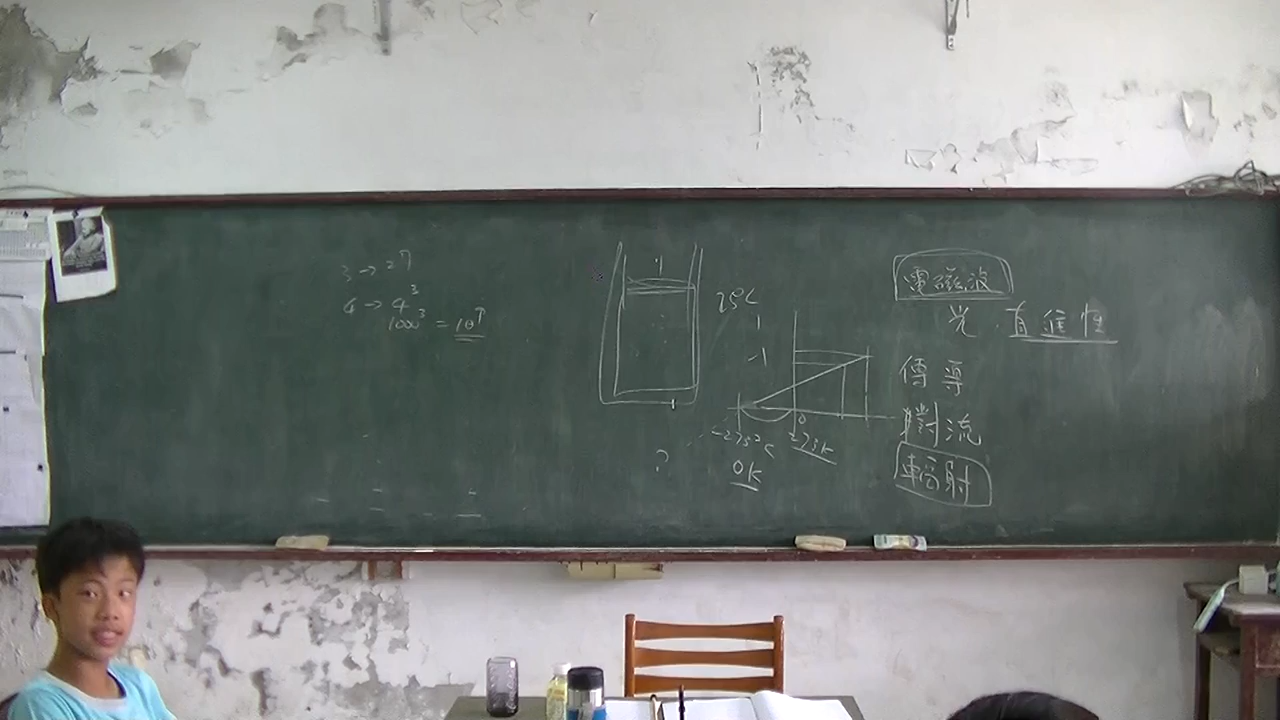 3 → 27
4 → 4³
1000³ = 10⁹
25℃
1
-1
0
-273℃
273K
?
0K
電磁波
光 直進性
傳導
對流
輻射